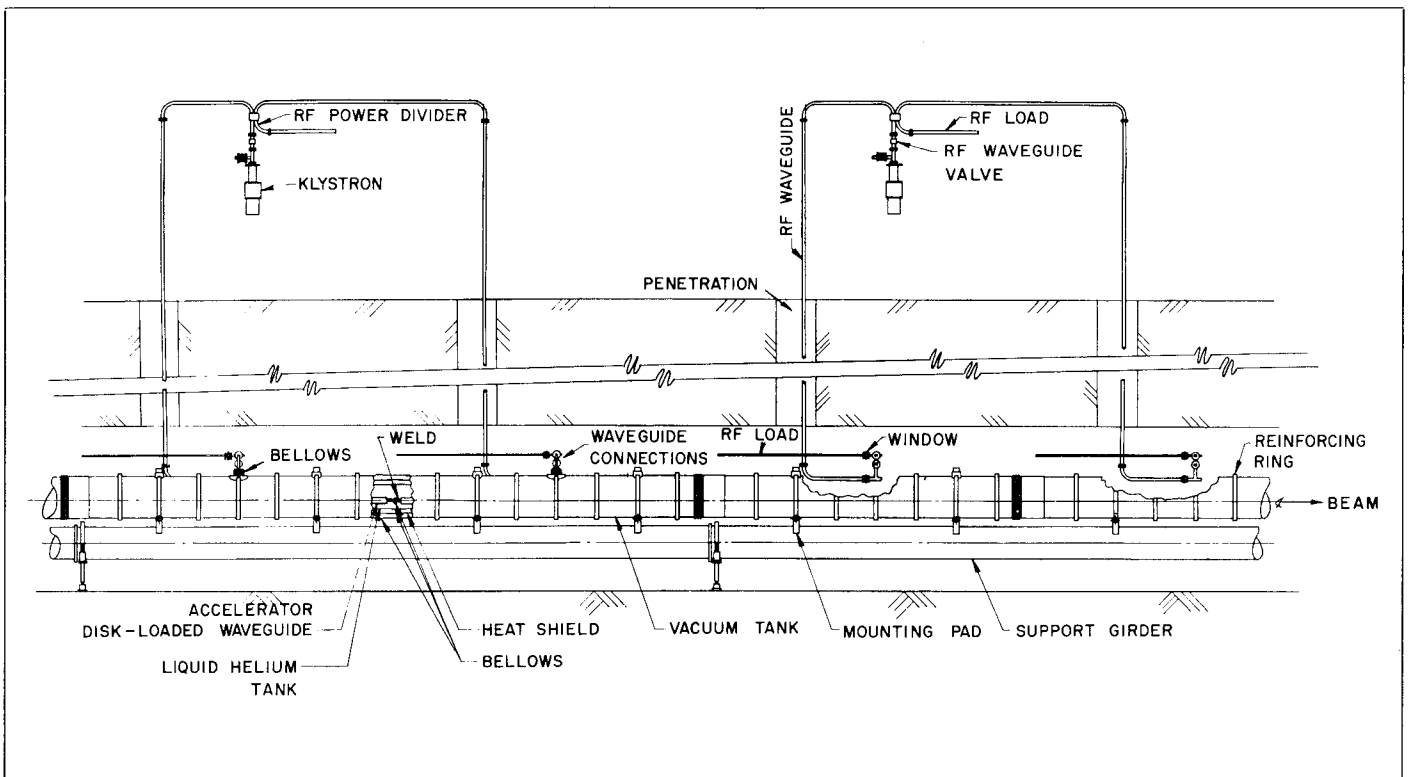 RF POWER DIVIDER
KLYSTRON
RF LOAD
RF WAVEGUIDE
VALVE
RF WAVEGUIDE
PENETRATION
WELD
BELLOWS
WAVEGUIDE
CONNECTIONS
RF LOAD
WINDOW
REINFORCING
RING
BEAM
ACCELERATOR
DISK-LOADED WAVEGUIDE
LIQUID HELIUM
TANK
HEAT SHIELD
BELLOWS
VACUUM TANK
MOUNTING PAD
SUPPORT GIRDER